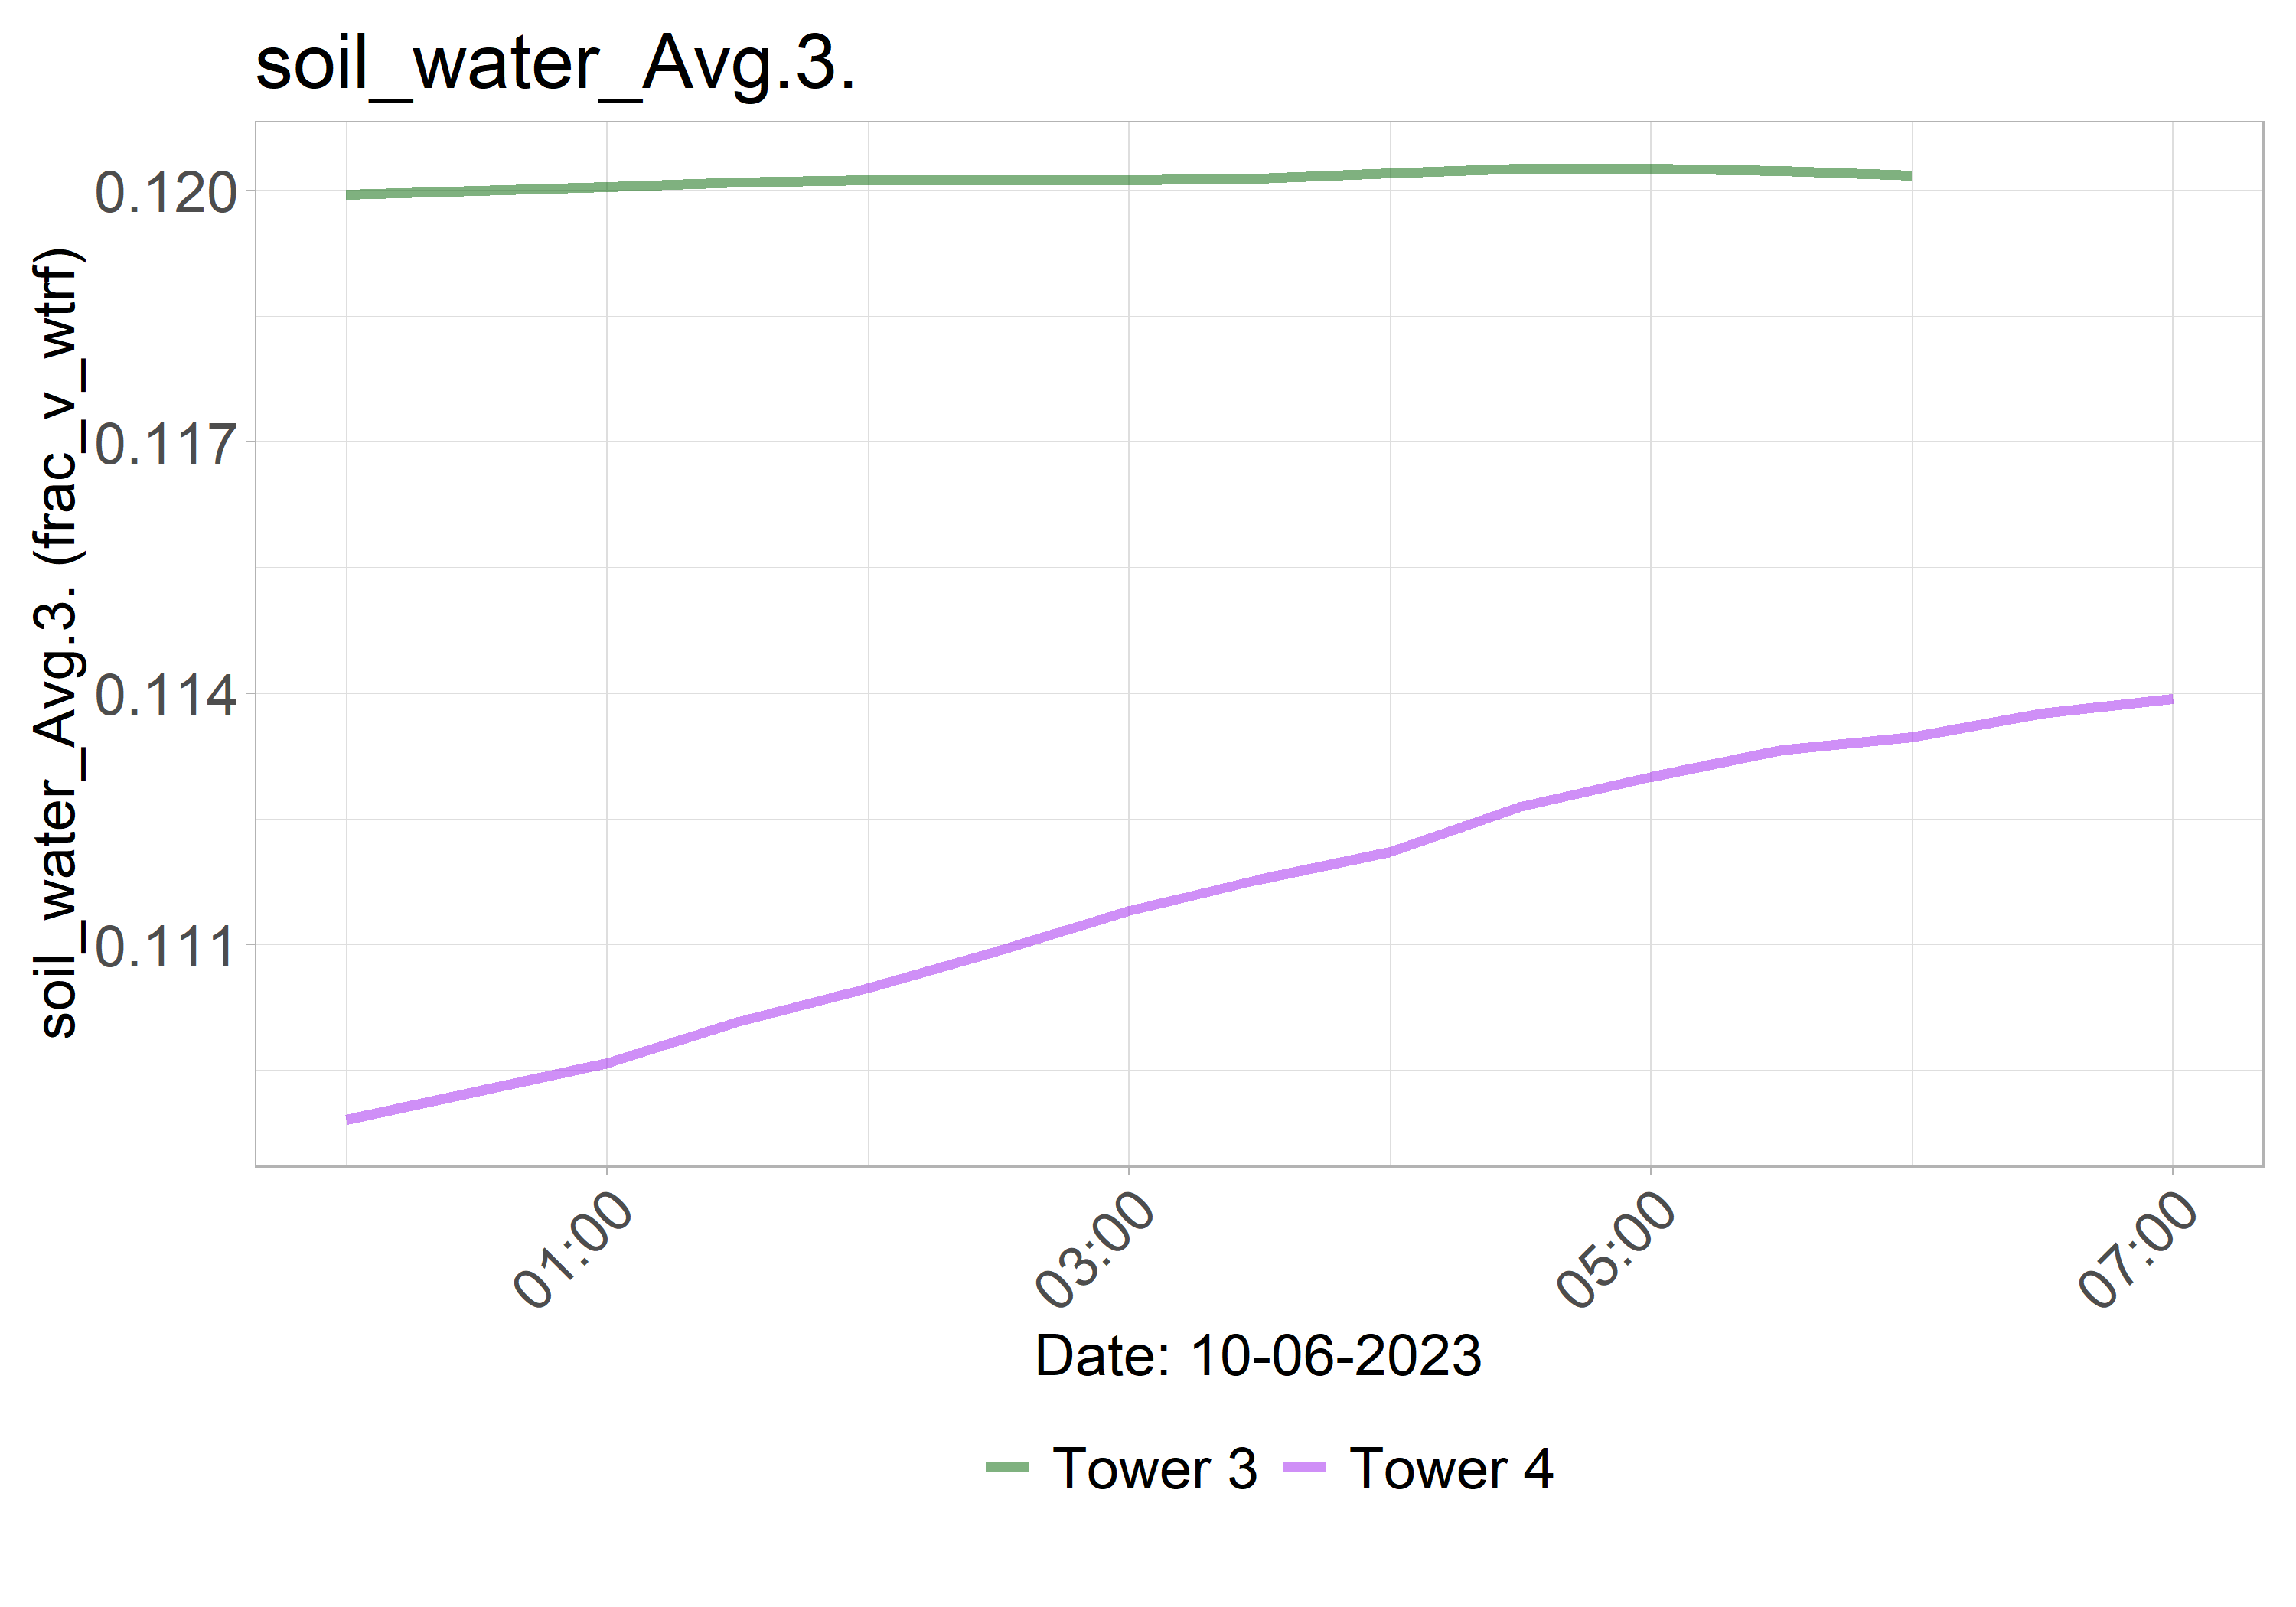 soil_water_Avg.3.
soil_water_Avg.3. (frac_v_wtrf)
0.120
0.117
0.114
0.111
01:00
03:00
05:00
07:00
Date: 10-06-2023
Tower 3
Tower 4